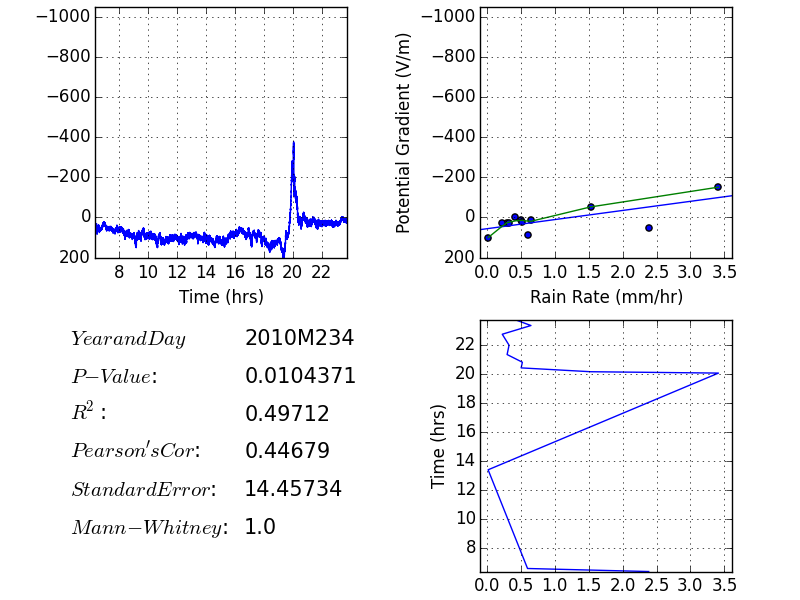 −1000
−800
−600
−400
−200
0
200
8 10 12 14 16 18 20 22
Time (hrs)
Potential Gradient (V/m)
−1000
−800
−600
−400
−200
0
200
0.0 0.5 1.0 1.5 2.0 2.5 3.0 3.5
Rain Rate (mm/hr)
YearandDay 2010M234
P−Value: 0.0104371
R²: 0.49712
Pearson'sCor: 0.44679
StandardError: 14.45734
Mann−Whitney: 1.0
Time (hrs)
22
20
18
16
14
12
10
8
0.0 0.5 1.0 1.5 2.0 2.5 3.0 3.5